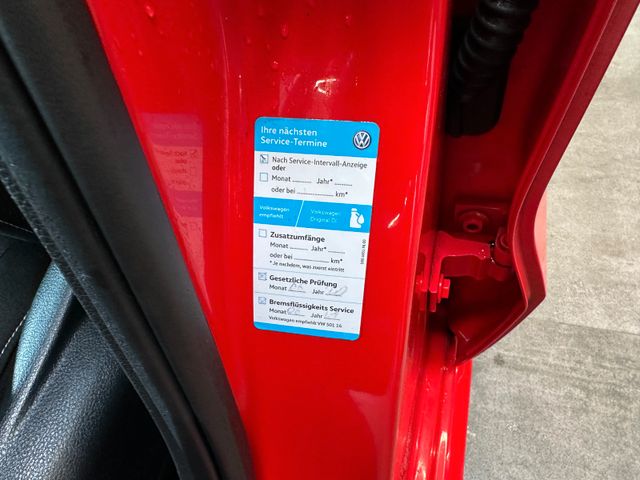 Ihre nächsten
Service-Termine
Nach Service-Intervall-Anzeige
oder
Monat ........ Jahr* ........
oder bei ................ km*
Volkswagen
empfiehlt
Volkswagen
Original Öl
Zusatzumfänge
Monat ........ Jahr* ........
oder bei ................ km*
* Je nachdem, was zuerst eintritt
Gesetzliche Prüfung
Monat Jahr
Bremsflüssigkeits Service
Monat Jahr
Volkswagen empfiehlt VW 501 14